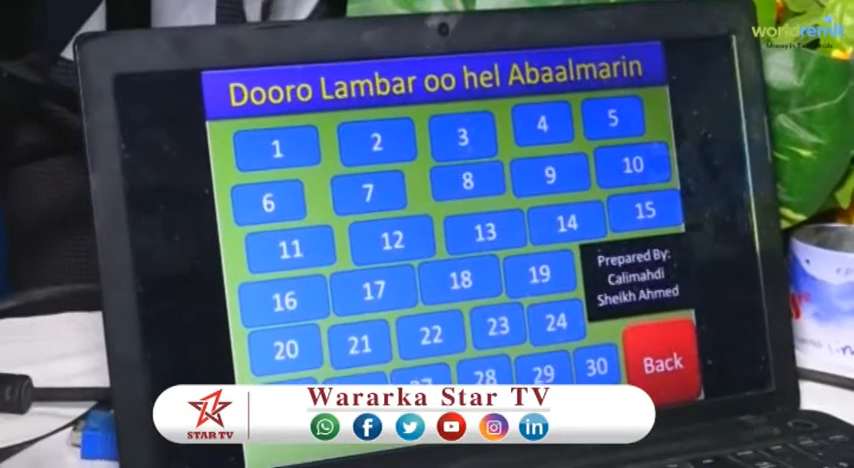 worldremit
Dooro Lambar oo hel Abaalmarin
1 2 3 4 5
6 7 8 9 10
11 12 13 14 15
16 17 18 19
Prepared By:
Calimahdi
Sheikh Ahmed
20 21 22 23 24
28 29 30
Back
Wararka Star TV
STAR TV